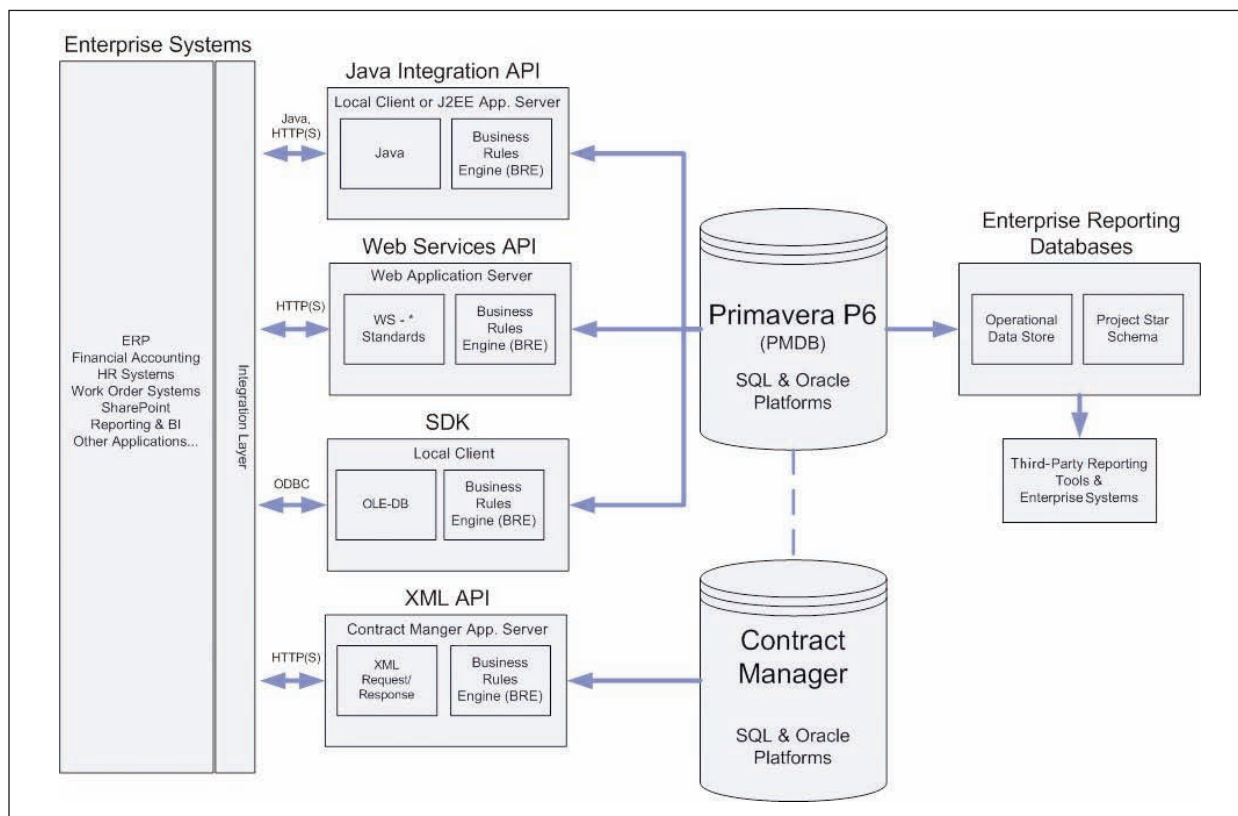 Enterprise Systems
ERP
Financial Accounting
HR Systems
Work Order Systems
SharePoint
Reporting & BI
Other Applications...
Integration Layer
Java Integration API
Java,
HTTP(S)
Local Client or J2EE App. Server
Java
Business
Rules
Engine (BRE)
Web Services API
HTTP(S)
Web Application Server
WS - *
Standards
Business
Rules
Engine (BRE)
SDK
ODBC
Local Client
OLE-DB
Business
Rules
Engine (BRE)
XML API
HTTP(S)
Contract Manger App. Server
XML
Request/
Response
Business
Rules
Engine (BRE)
Primavera P6
(PMDB)
SQL & Oracle
Platforms
Contract
Manager
SQL & Oracle
Platforms
Enterprise Reporting
Databases
Operational
Data Store
Project Star
Schema
Third-Party Reporting
Tools &
Enterprise Systems